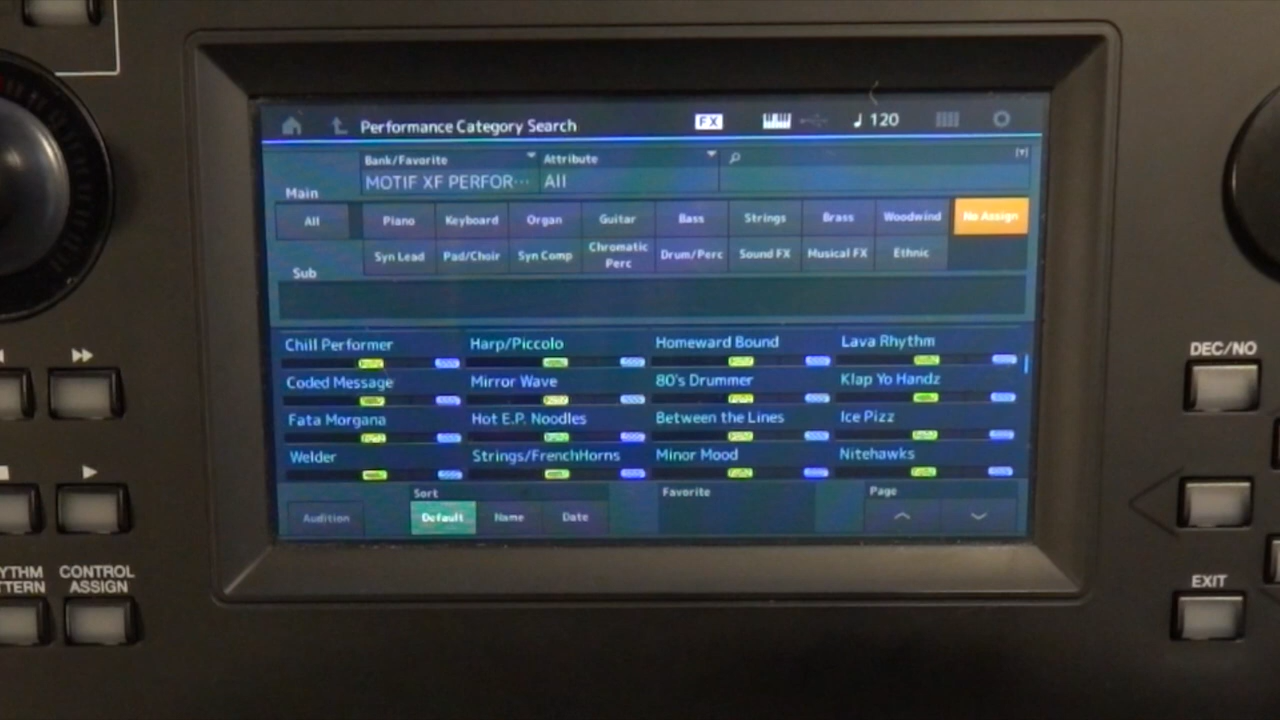 Performance Category Search FX ♩ 120
Bank/Favorite Attribute
MOTIF XF PERFOR··· All
Main
All Piano Keyboard Organ Guitar Bass Strings Brass Woodwind No Assign
Syn Lead Pad/Choir Syn Comp Chromatic Perc Drum/Perc Sound FX Musical FX Ethnic
Sub
Chill Performer Harp/Piccolo Homeward Bound Lava Rhythm
Coded Message Mirror Wave 80's Drummer Klap Yo Handz
Fata Morgana Hot E.P. Noodles Between the Lines Ice Pizz
Welder Strings/FrenchHorns Minor Mood Nitehawks
Sort Favorite Page
Audition Default Name Date
DEC/NO
EXIT
YTHM
TTERN
CONTROL
ASSIGN